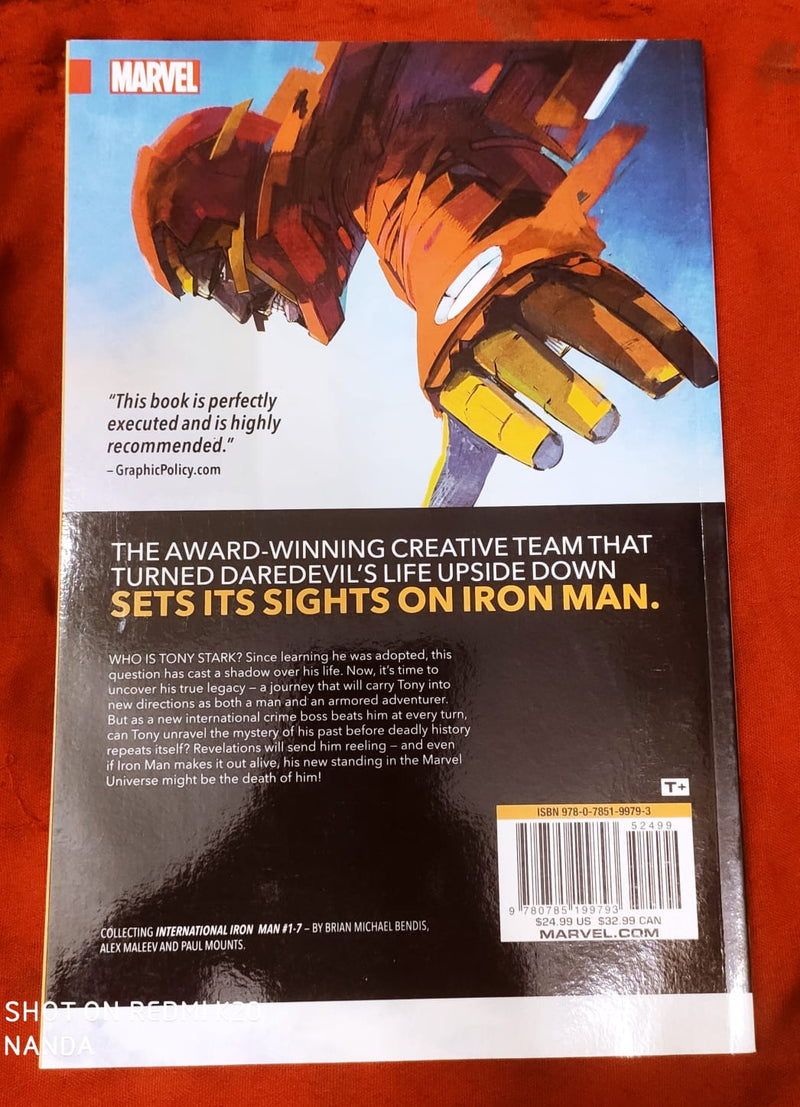 MARVEL
"This book is perfectly
executed and is highly
recommended."
– GraphicPolicy.com
THE AWARD-WINNING CREATIVE TEAM THAT
TURNED DAREDEVIL'S LIFE UPSIDE DOWN
SETS ITS SIGHTS ON IRON MAN.
WHO IS TONY STARK? Since learning he was adopted, this
question has cast a shadow over his life. Now, it's time to
uncover his true legacy – a journey that will carry Tony into
new directions as both a man and an armored adventurer.
But as a new international crime boss beats him at every turn,
can Tony unravel the mystery of his past before deadly history
repeats itself? Revelations will send him reeling – and even
if Iron Man makes it out alive, his new standing in the Marvel
Universe might be the death of him!
T+
ISBN 978-0-7851-9979-3
52499
9 780785 199793
$24.99 US $32.99 CAN
MARVEL.COM
COLLECTING INTERNATIONAL IRON MAN #1-7 – BY BRIAN MICHAEL BENDIS,
ALEX MALEEV AND PAUL MOUNTS.
SHOT ON REDMI K20
NANDA